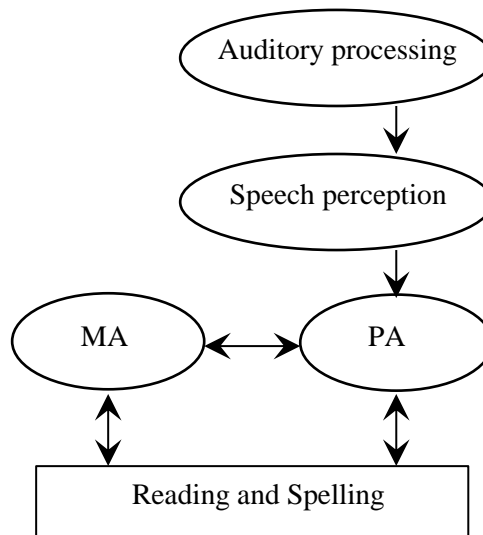 Auditory processing
Speech perception
MA
PA
Reading and Spelling